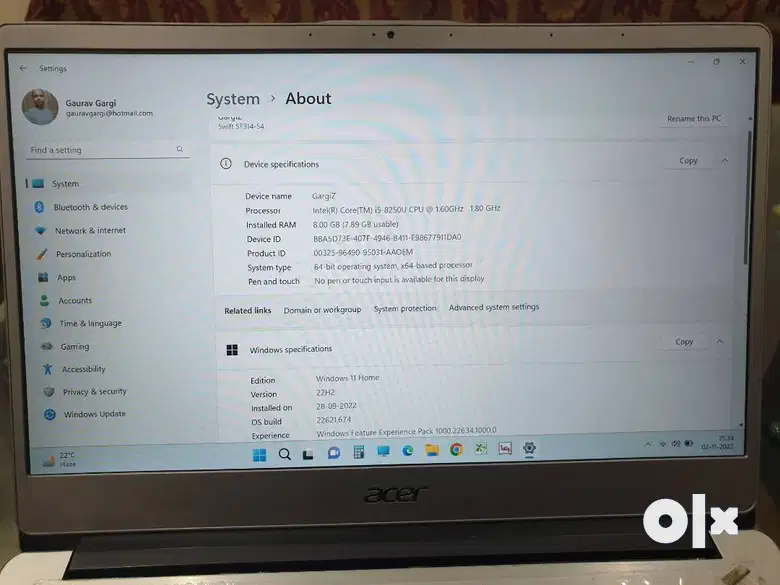 Settings
Gaurav Gargi
gauravgargi@hotmail.com
Find a setting
System
Bluetooth & devices
Network & internet
Personalization
Apps
Accounts
Time & language
Gaming
Accessibility
Privacy & security
Windows Update
System > About
GargiZ
Swift SF314-54
Rename this PC
Device specifications
Copy
Device name GargiZ
Processor Intel(R) Core(TM) i5-8250U CPU @ 1.60GHz 1.80 GHz
Installed RAM 8.00 GB (7.89 GB usable)
Device ID BBA5D73E-407F-4946-B411-E98677911DA0
Product ID 00325-96490-95031-AAOEM
System type 64-bit operating system, x64-based processor
Pen and touch No pen or touch input is available for this display
Related links Domain or workgroup System protection Advanced system settings
Windows specifications
Copy
Edition Windows 11 Home
Version 22H2
Installed on 28-09-2022
OS build 22621.674
Experience Windows Feature Experience Pack 1000.22634.1000.0
22°C
Haze
02-11-2022
acer
olx